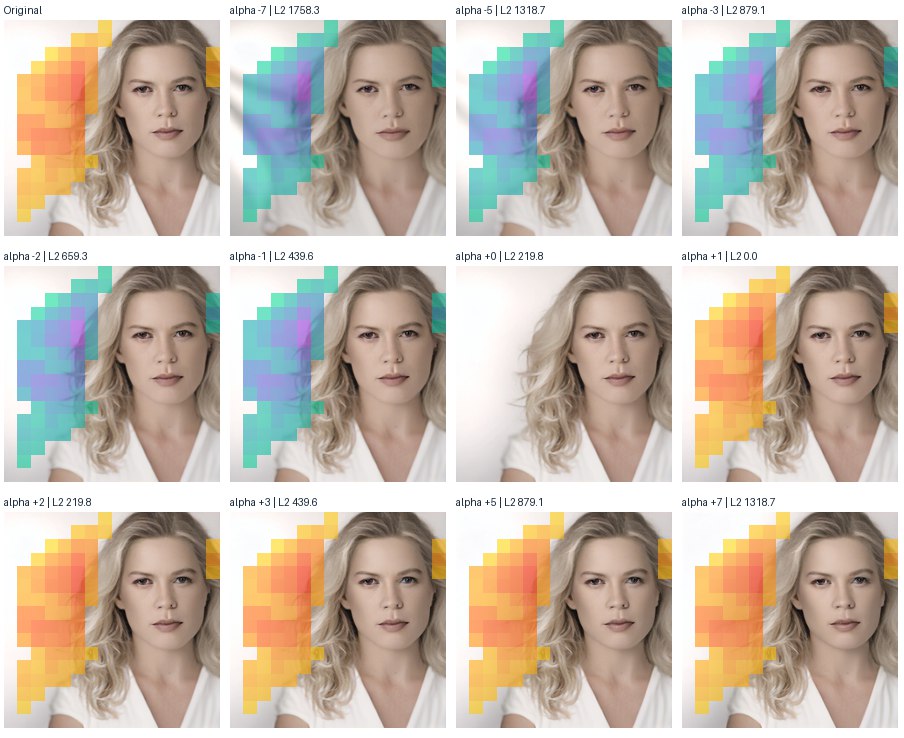 Original
alpha -7 | L2 1758.3
alpha -5 | L2 1318.7
alpha -3 | L2 879.1
alpha -2 | L2 659.3
alpha -1 | L2 439.6
alpha +0 | L2 219.8
alpha +1 | L2 0.0
alpha +2 | L2 219.8
alpha +3 | L2 439.6
alpha +5 | L2 879.1
alpha +7 | L2 1318.7